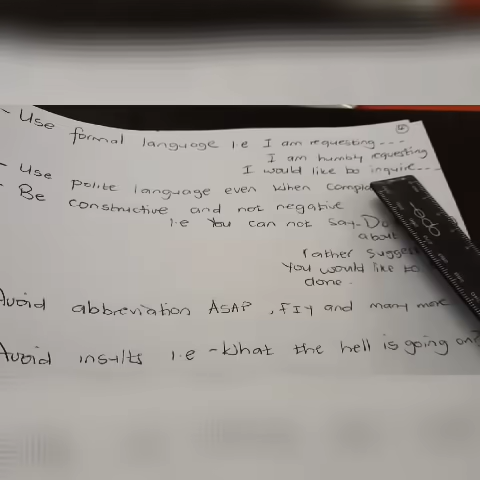 - Use formal language i.e I am requesting----
I am humbly requesting
I would like to inquire---
- Use Polite language even when
- Be constructive and not negative
i.e You can not say-Do
about
rather
You would like to
done.
Avoid abbreviation ASAP, FIY and many more
Avoid insults i.e -What the hell is going on?